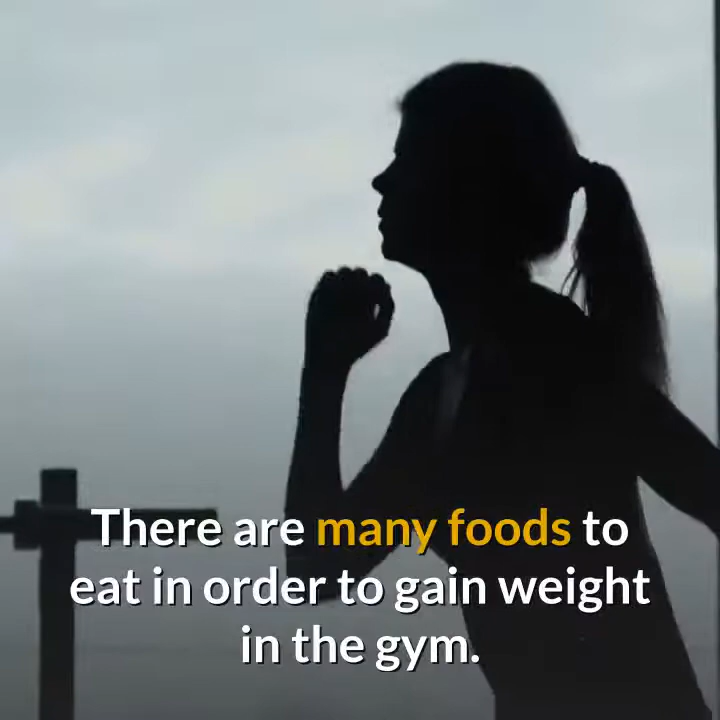 There are many foods to
eat in order to gain weight
in the gym.